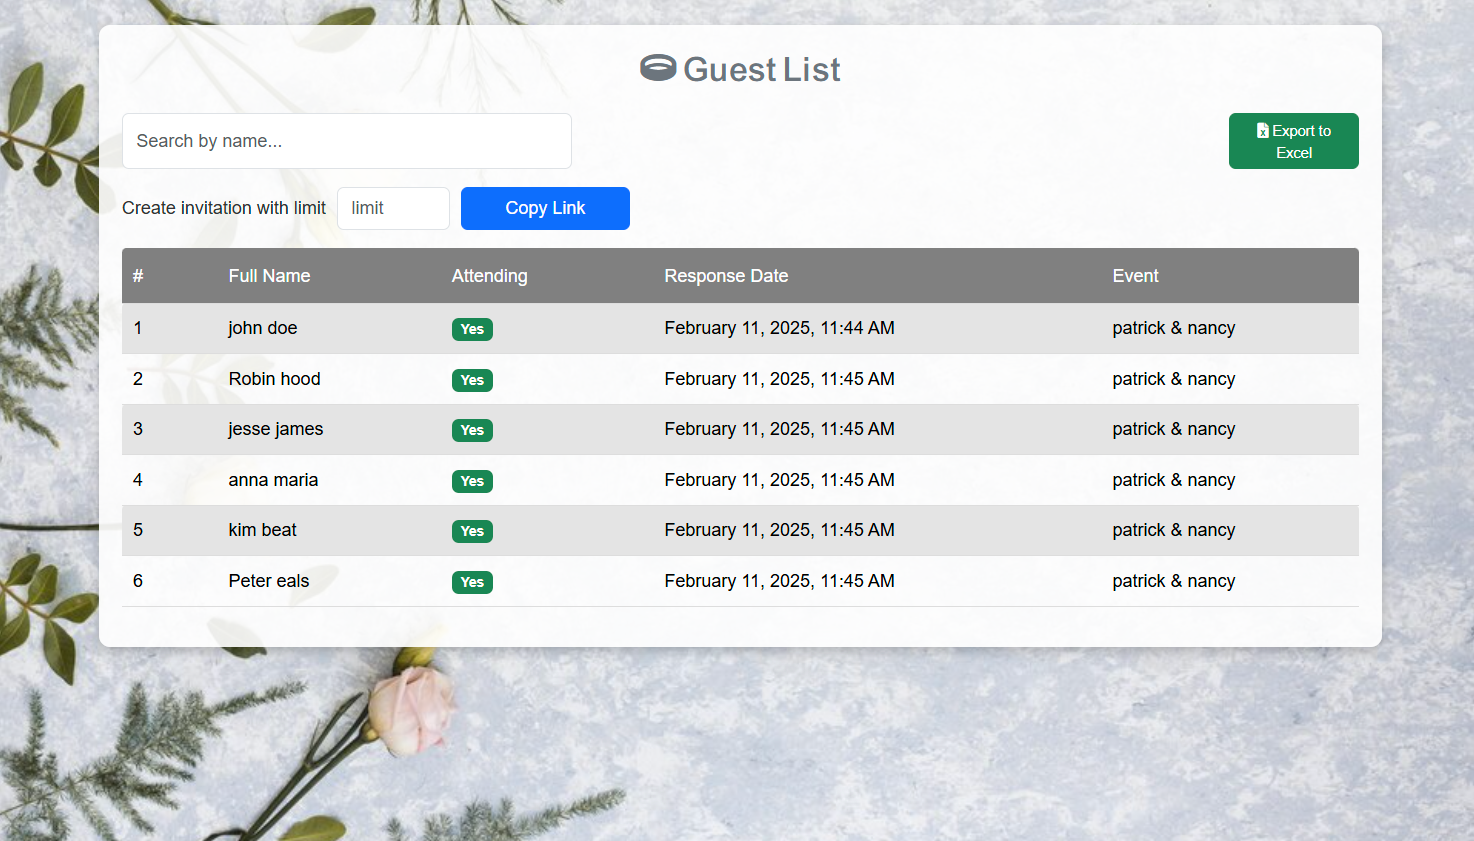 Guest List
Search by name...
Export to
Excel
Create invitation with limit limit Copy Link
# Full Name Attending Response Date Event
1 john doe Yes February 11, 2025, 11:44 AM patrick & nancy
2 Robin hood Yes February 11, 2025, 11:45 AM patrick & nancy
3 jesse james Yes February 11, 2025, 11:45 AM patrick & nancy
4 anna maria Yes February 11, 2025, 11:45 AM patrick & nancy
5 kim beat Yes February 11, 2025, 11:45 AM patrick & nancy
6 Peter eals Yes February 11, 2025, 11:45 AM patrick & nancy